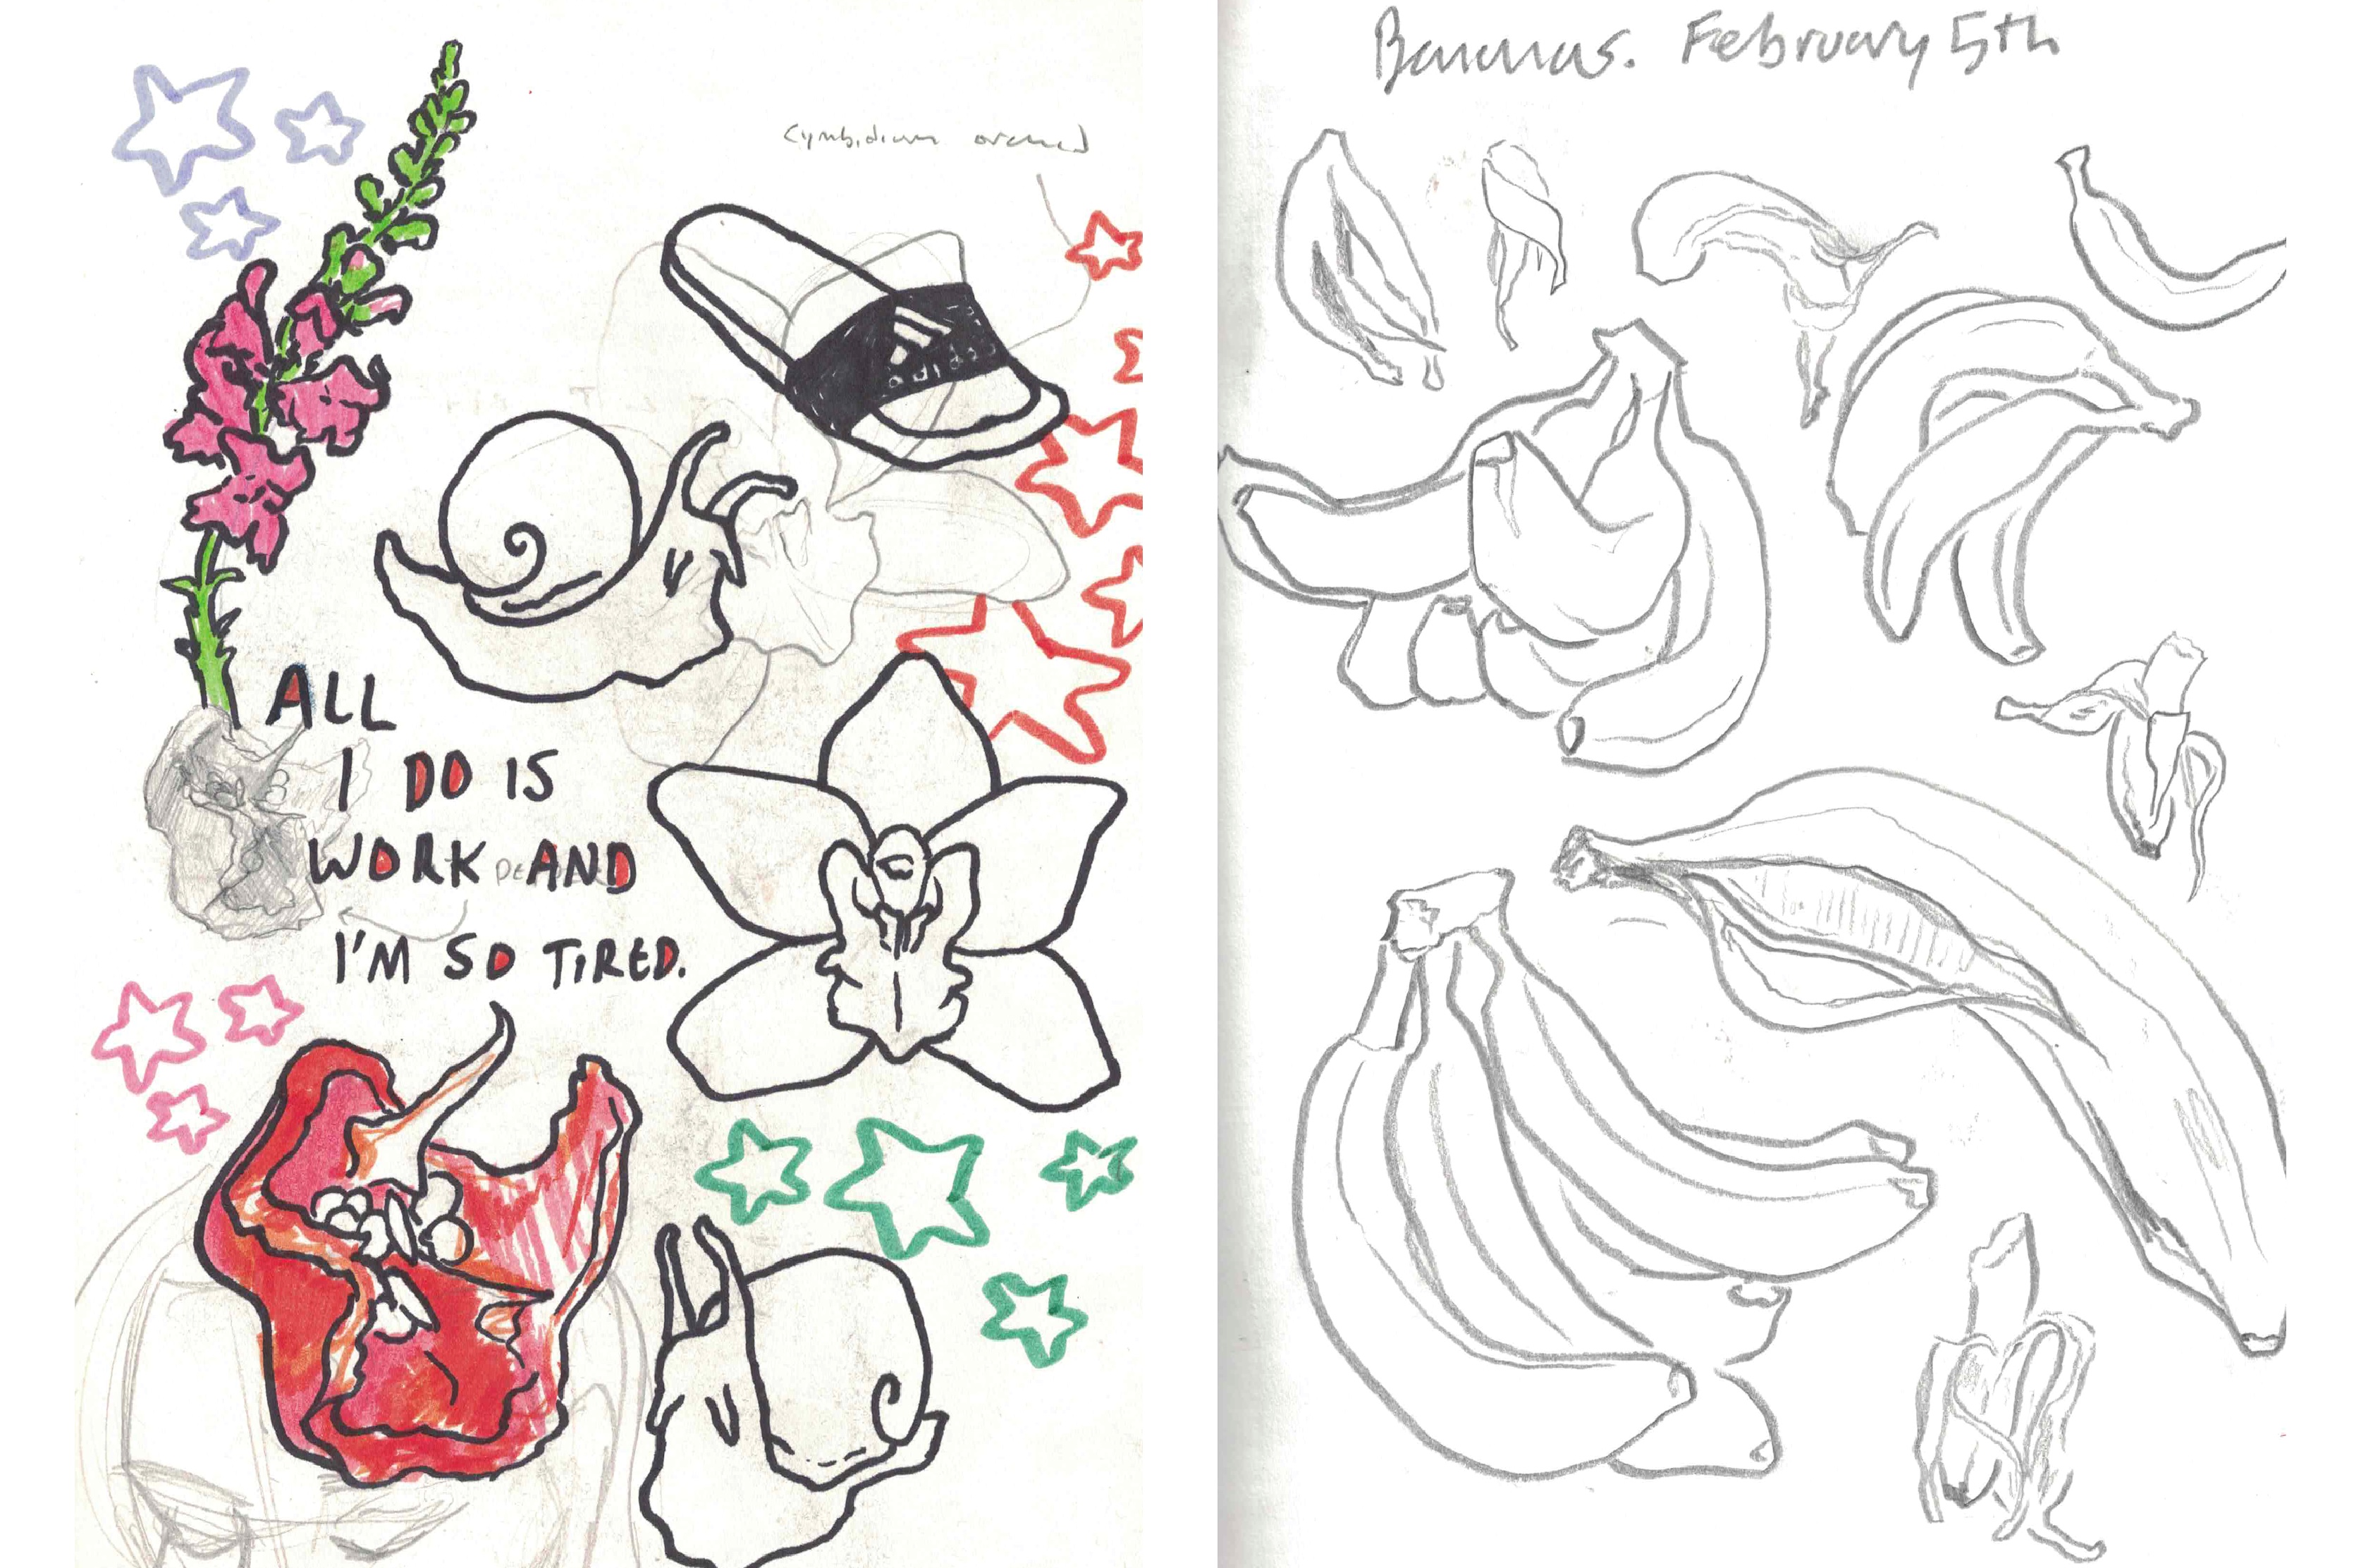 Cymbidium orchid
adidas
ALL
I DO IS
WORK AND
I'M SO TIRED.
Bananas. February 5th